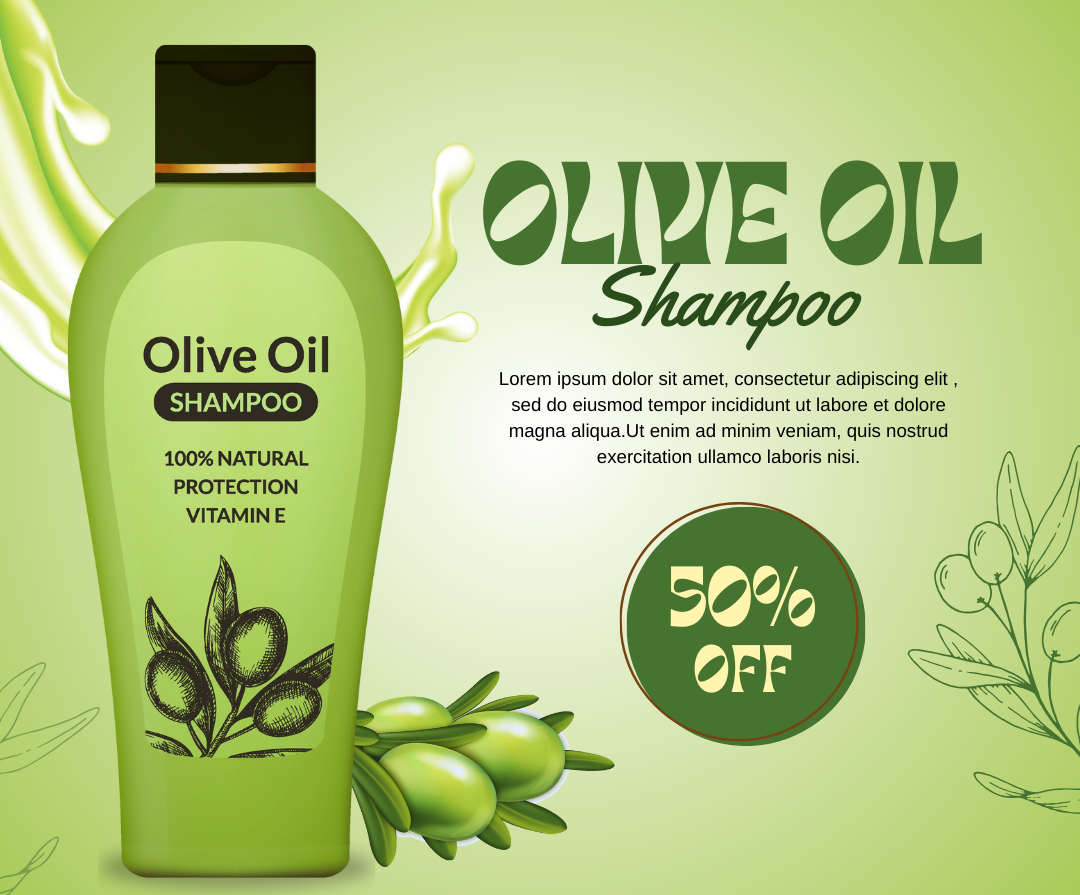 Olive Oil
SHAMPOO
100% NATURAL
PROTECTION
VITAMIN E
OLIVE OIL
Shampoo
Lorem ipsum dolor sit amet, consectetur adipiscing elit ,
sed do eiusmod tempor incididunt ut labore et dolore
magna aliqua.Ut enim ad minim veniam, quis nostrud
exercitation ullamco laboris nisi.
50%
OFF